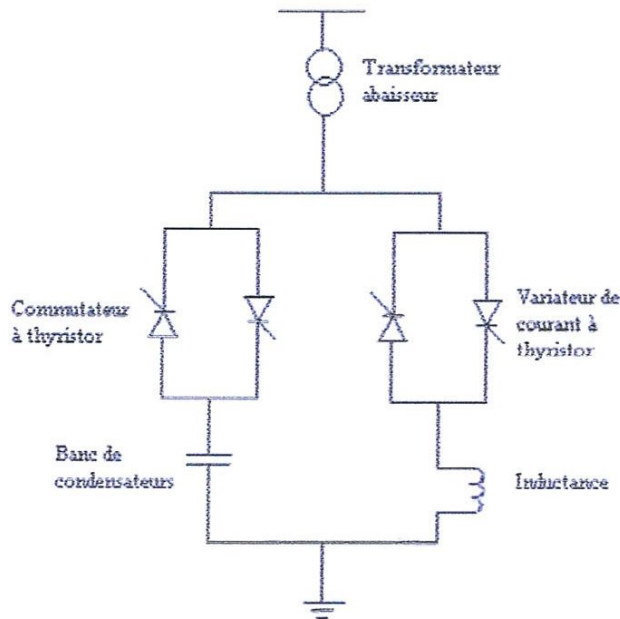 Transformateur
abaisseur
Commutateur
à thyristor
Variateur de
courant à
thyristor
Banc de
condensateurs
Inductance